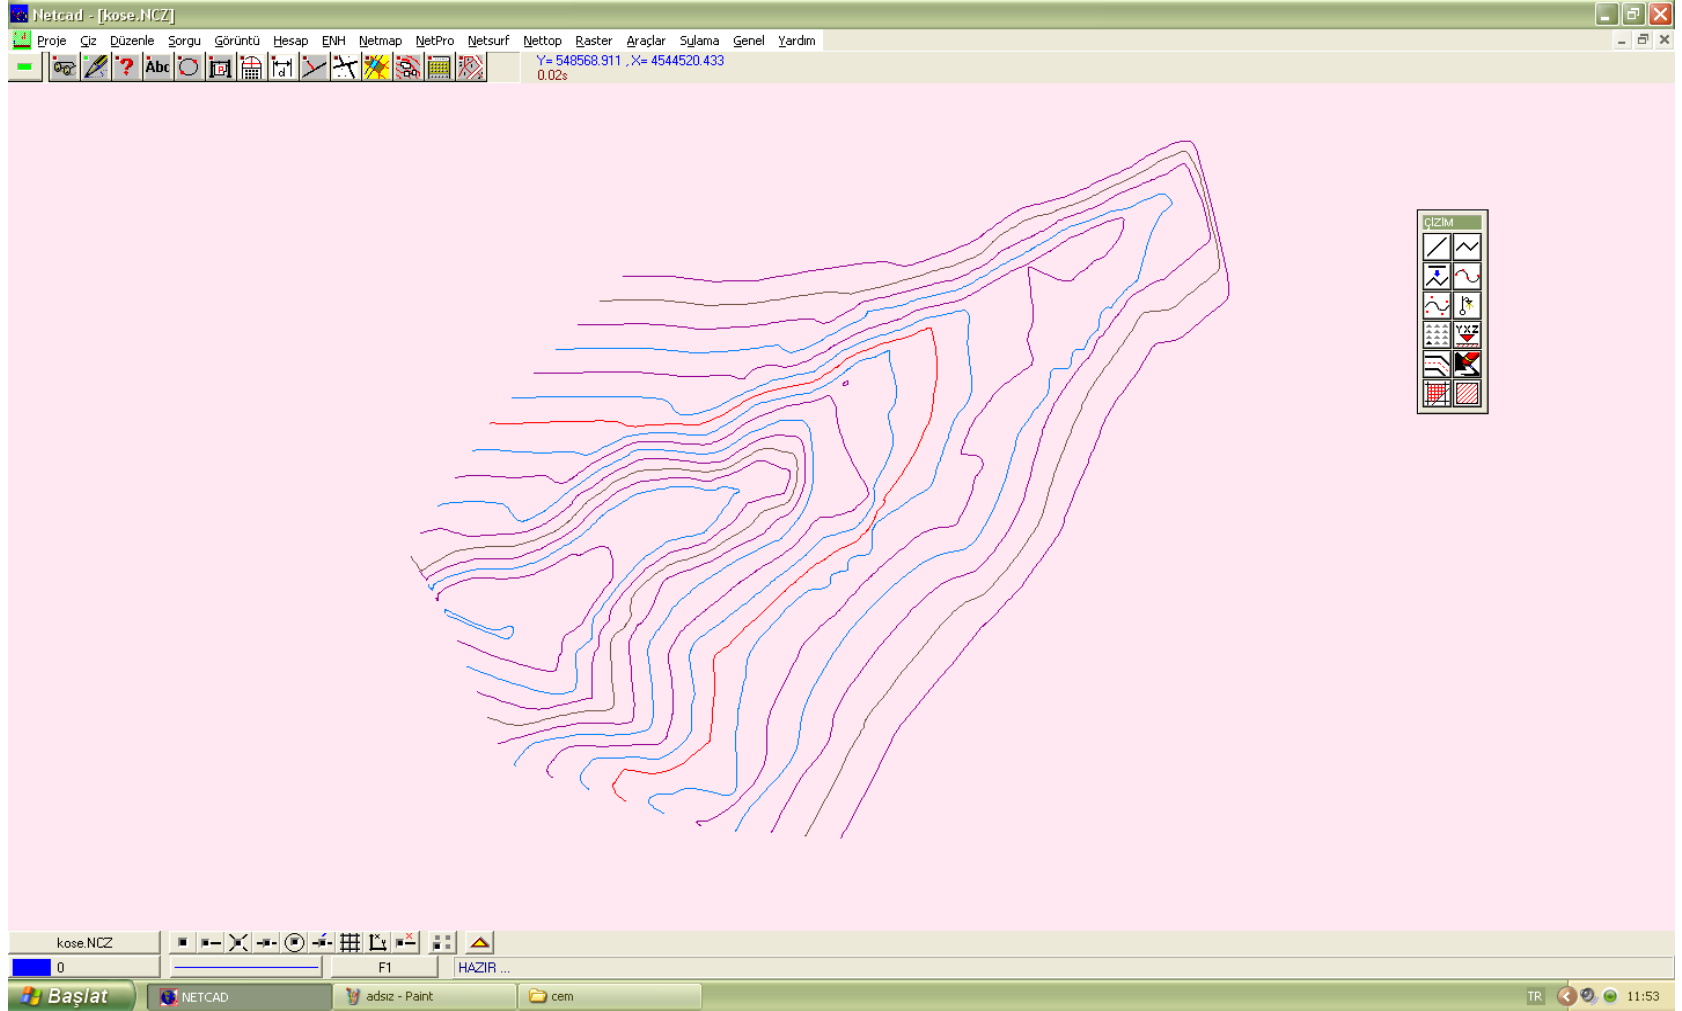 Netcad - [kose.NCZ]
Proje Çiz Düzenle Sorgu Görüntü Hesap ENH Netmap NetPro Netsurf Nettop Raster Araçlar Sulama Genel Yardım
Abc
Y= 548568.911 , X= 4544520.433
0.02s
ÇİZİM
YXZ
kose.NCZ
0
F1
HAZIR ...
Başlat
NETCAD
adsız - Paint
cem
TR
11:53